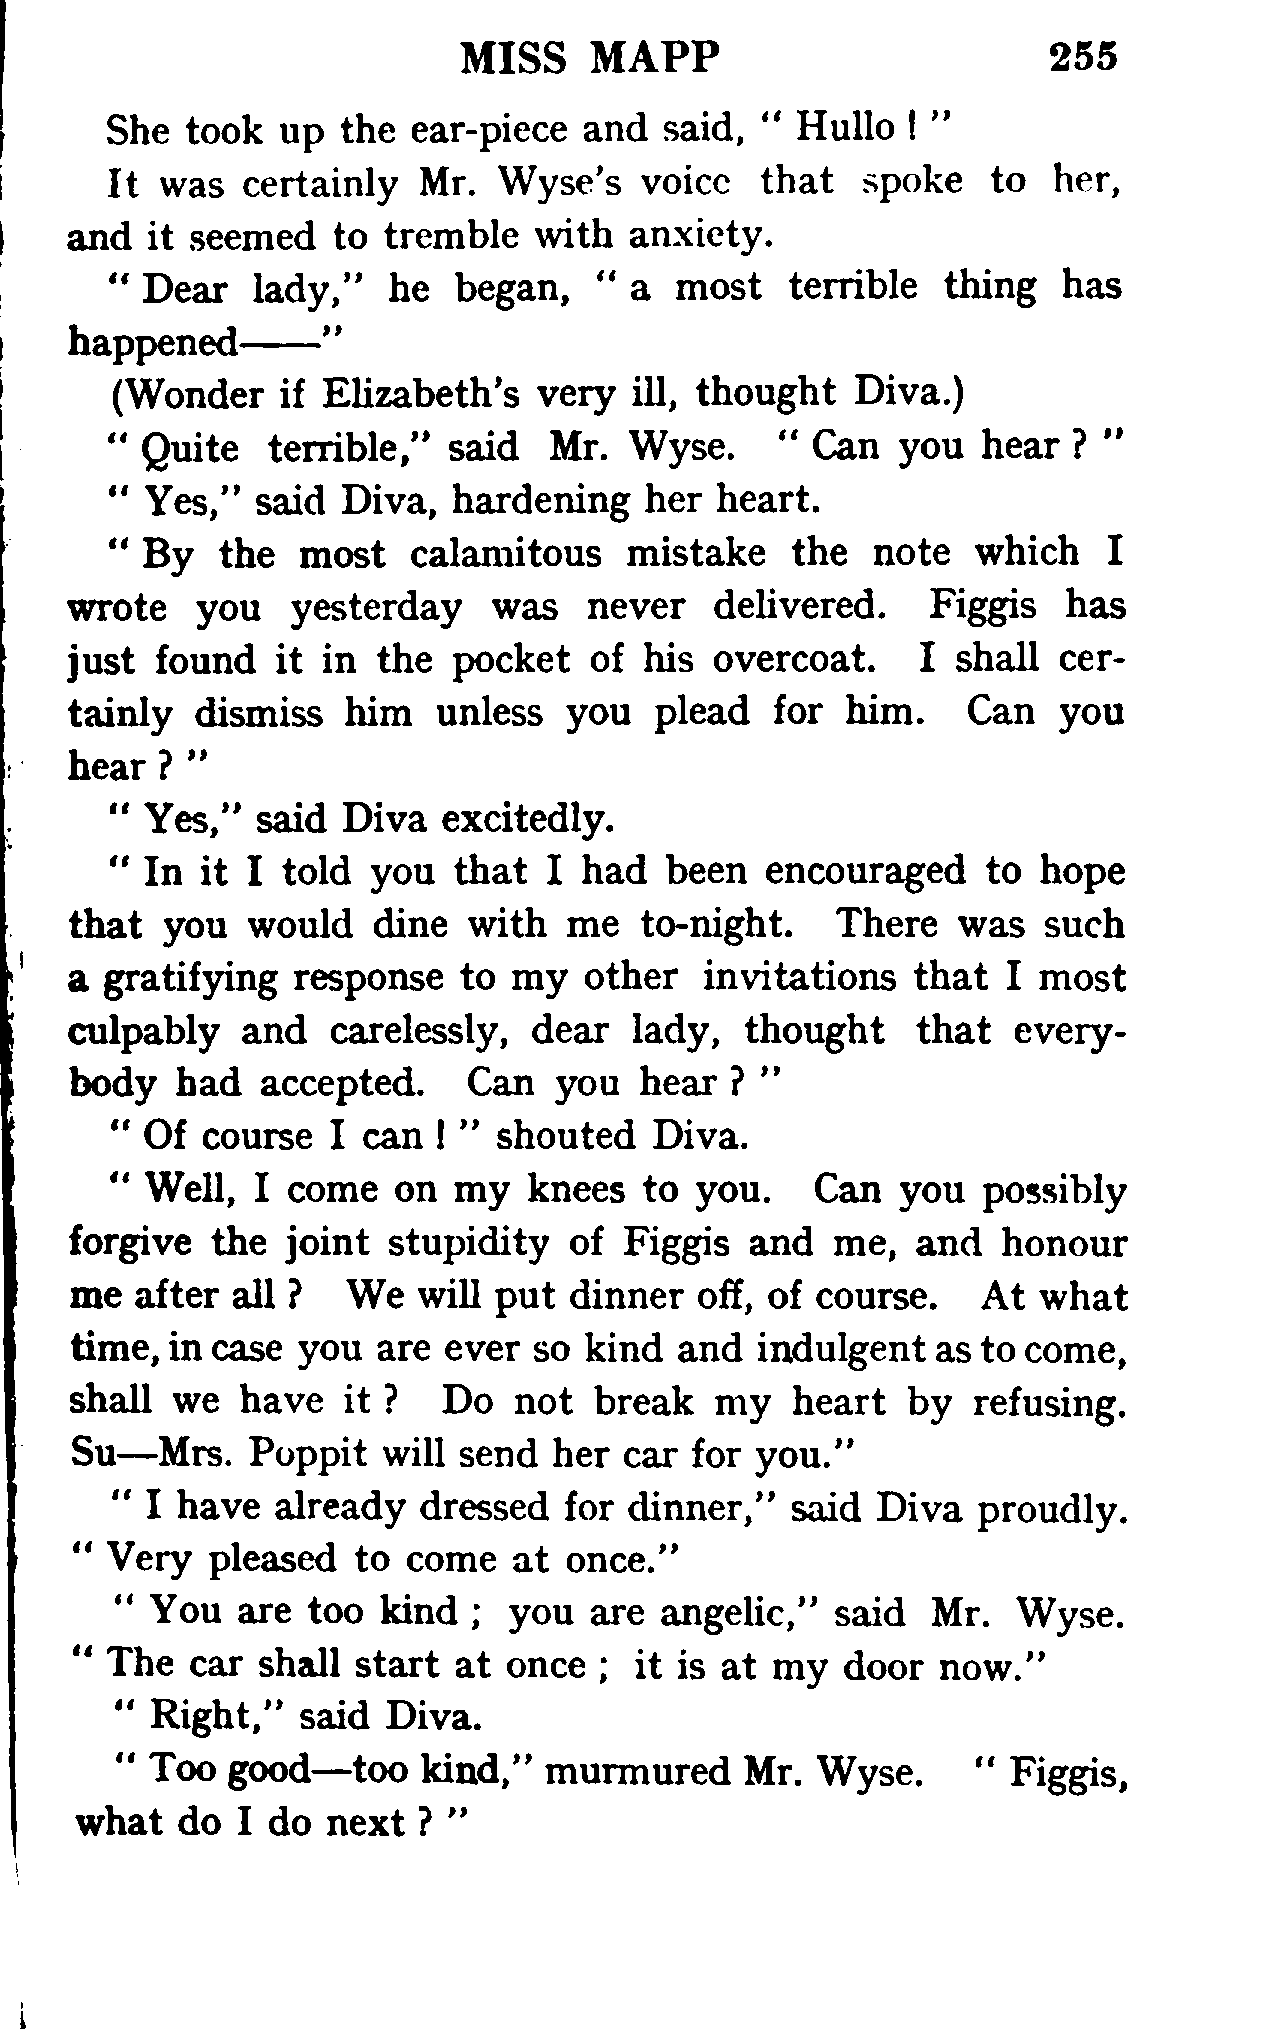 MISS MAPP 255
She took up the ear-piece and said, “ Hullo ! ”
It was certainly Mr. Wyse’s voice that spoke to her,
and it seemed to tremble with anxiety.
“ Dear lady,” he began, “ a most terrible thing has
happened——”
(Wonder if Elizabeth’s very ill, thought Diva.)
“ Quite terrible,” said Mr. Wyse. “ Can you hear ? ”
“ Yes,” said Diva, hardening her heart.
“ By the most calamitous mistake the note which I
wrote you yesterday was never delivered. Figgis has
just found it in the pocket of his overcoat. I shall cer-
tainly dismiss him unless you plead for him. Can you
hear ? ”
“ Yes,” said Diva excitedly.
“ In it I told you that I had been encouraged to hope
that you would dine with me to-night. There was such
a gratifying response to my other invitations that I most
culpably and carelessly, dear lady, thought that every-
body had accepted. Can you hear ? ”
“ Of course I can ! ” shouted Diva.
“ Well, I come on my knees to you. Can you possibly
forgive the joint stupidity of Figgis and me, and honour
me after all ? We will put dinner off, of course. At what
time, in case you are ever so kind and indulgent as to come,
shall we have it ? Do not break my heart by refusing.
Su—Mrs. Poppit will send her car for you.”
“ I have already dressed for dinner,” said Diva proudly.
“ Very pleased to come at once.”
“ You are too kind ; you are angelic,” said Mr. Wyse.
“ The car shall start at once ; it is at my door now.”
“ Right,” said Diva.
“ Too good—too kind,” murmured Mr. Wyse. “ Figgis,
what do I do next ? ”